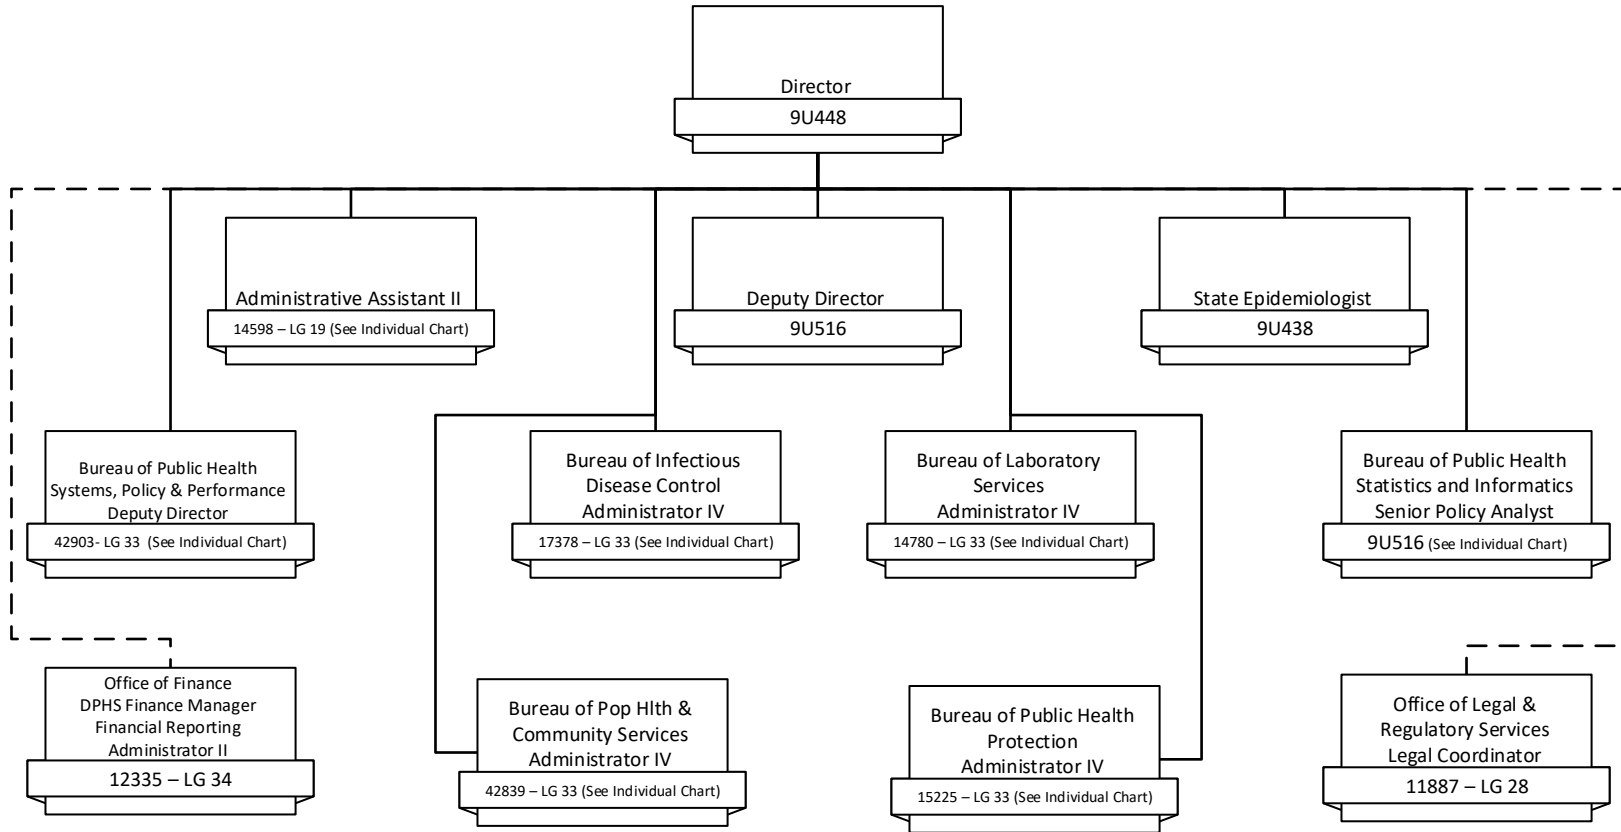 Director
9U448
Administrative Assistant II
14598 – LG 19 (See Individual Chart)
Deputy Director
9U516
State Epidemiologist
9U438
Bureau of Public Health
Systems, Policy & Performance
Deputy Director
42903- LG 33 (See Individual Chart)
Bureau of Infectious
Disease Control
Administrator IV
17378 – LG 33 (See Individual Chart)
Bureau of Laboratory
Services
Administrator IV
14780 – LG 33 (See Individual Chart)
Bureau of Public Health
Statistics and Informatics
Senior Policy Analyst
9U516 (See Individual Chart)
Office of Finance
DPHS Finance Manager
Financial Reporting
Administrator II
12335 – LG 34
Bureau of Pop Hlth &
Community Services
Administrator IV
42839 – LG 33 (See Individual Chart)
Bureau of Public Health
Protection
Administrator IV
15225 – LG 33 (See Individual Chart)
Office of Legal &
Regulatory Services
Legal Coordinator
11887 – LG 28